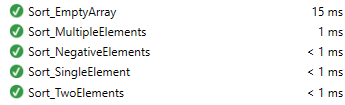 Sort_EmptyArray 15 ms
Sort_MultipleElements 1 ms
Sort_NegativeElements < 1 ms
Sort_SingleElement < 1 ms
Sort_TwoElements < 1 ms